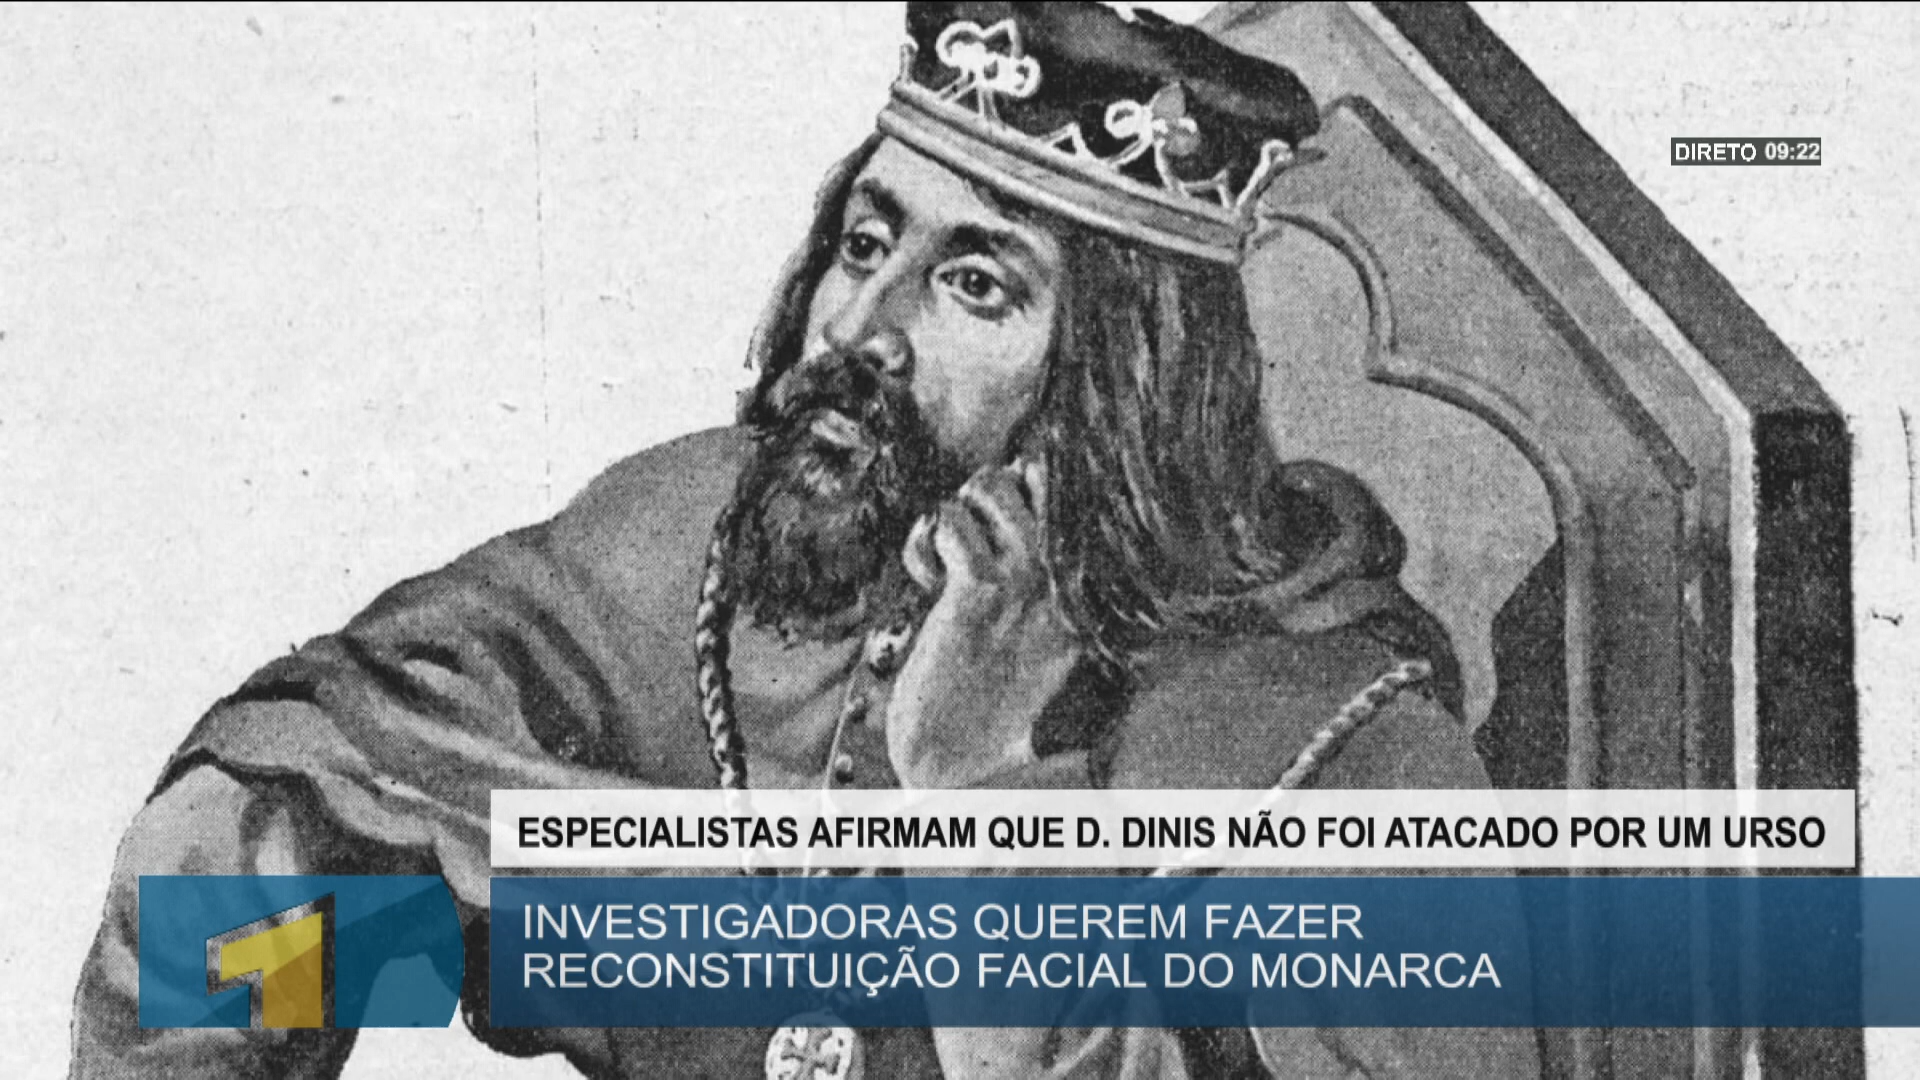 DIRETO 09:22
ESPECIALISTAS AFIRMAM QUE D. DINIS NÃO FOI ATACADO POR UM URSO
INVESTIGADORAS QUEREM FAZER
RECONSTITUIÇÃO FACIAL DO MONARCA